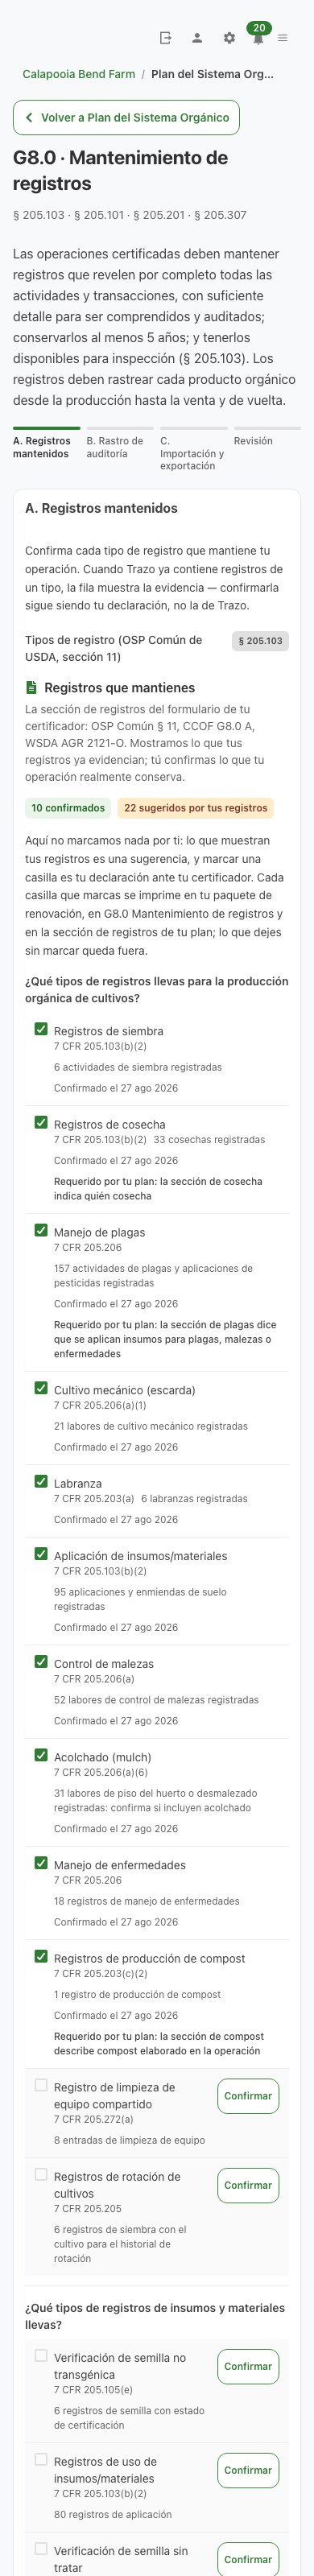 20
Calapooia Bend Farm / Plan del Sistema Org...
Volver a Plan del Sistema Orgánico
G8.0 · Mantenimiento de
registros
§ 205.103 · § 205.101 · § 205.201 · § 205.307
Las operaciones certificadas deben mantener
registros que revelen por completo todas las
actividades y transacciones, con suficiente
detalle para ser comprendidos y auditados;
conservarlos al menos 5 años; y tenerlos
disponibles para inspección (§ 205.103). Los
registros deben rastrear cada producto orgánico
desde la producción hasta la venta y de vuelta.
A. Registros
mantenidos
B. Rastro de
auditoría
C.
Importación y
exportación
Revisión
A. Registros mantenidos
Confirma cada tipo de registro que mantiene tu
operación. Cuando Trazo ya contiene registros de
un tipo, la fila muestra la evidencia — confirmarla
sigue siendo tu declaración, no la de Trazo.
Tipos de registro (OSP Común de
USDA, sección 11)
§ 205.103
Registros que mantienes
La sección de registros del formulario de tu
certificador: OSP Común § 11, CCOF G8.0 A,
WSDA AGR 2121-O. Mostramos lo que tus
registros ya evidencian; tú confirmas lo que tu
operación realmente conserva.
10 confirmados
22 sugeridos por tus registros
Aquí no marcamos nada por ti: lo que muestran
tus registros es una sugerencia, y marcar una
casilla es tu declaración ante tu certificador. Cada
casilla que marcas se imprime en tu paquete de
renovación, en G8.0 Mantenimiento de registros y
en la sección de registros de tu plan; lo que dejes
sin marcar queda fuera.
¿Qué tipos de registros llevas para la producción
orgánica de cultivos?
Registros de siembra
7 CFR 205.103(b)(2)
6 actividades de siembra registradas
Confirmado el 27 ago 2026
Registros de cosecha
7 CFR 205.103(b)(2) 33 cosechas registradas
Confirmado el 27 ago 2026
Requerido por tu plan: la sección de cosecha
indica quién cosecha
Manejo de plagas
7 CFR 205.206
157 actividades de plagas y aplicaciones de
pesticidas registradas
Confirmado el 27 ago 2026
Requerido por tu plan: la sección de plagas dice
que se aplican insumos para plagas, malezas o
enfermedades
Cultivo mecánico (escarda)
7 CFR 205.206(a)(1)
21 labores de cultivo mecánico registradas
Confirmado el 27 ago 2026
Labranza
7 CFR 205.203(a) 6 labranzas registradas
Confirmado el 27 ago 2026
Aplicación de insumos/materiales
7 CFR 205.103(b)(2)
95 aplicaciones y enmiendas de suelo
registradas
Confirmado el 27 ago 2026
Control de malezas
7 CFR 205.206(a)
52 labores de control de malezas registradas
Confirmado el 27 ago 2026
Acolchado (mulch)
7 CFR 205.206(a)(6)
31 labores de piso del huerto o desmalezado
registradas: confirma si incluyen acolchado
Confirmado el 27 ago 2026
Manejo de enfermedades
7 CFR 205.206
18 registros de manejo de enfermedades
Confirmado el 27 ago 2026
Registros de producción de compost
7 CFR 205.203(c)(2)
1 registro de producción de compost
Confirmado el 27 ago 2026
Requerido por tu plan: la sección de compost
describe compost elaborado en la operación
Registro de limpieza de
equipo compartido
7 CFR 205.272(a)
8 entradas de limpieza de equipo
Confirmar
Registros de rotación de
cultivos
7 CFR 205.205
6 registros de siembra con el
cultivo para el historial de
rotación
Confirmar
¿Qué tipos de registros de insumos y materiales
llevas?
Verificación de semilla no
transgénica
7 CFR 205.105(e)
6 registros de semilla con estado
de certificación
Confirmar
Registros de uso de
insumos/materiales
7 CFR 205.103(b)(2)
80 registros de aplicación
Confirmar
Verificación de semilla sin
tratar
Confirmar